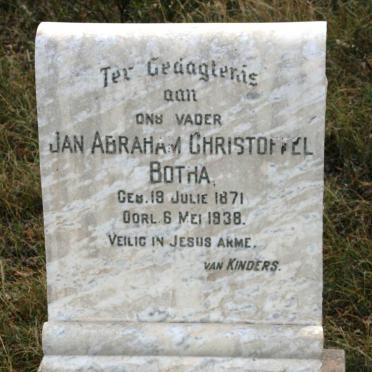 Ter Gedagtenis
aan
ons vader
Jan Abraham Christoffel
Botha.
Geb. 19 Julie 1871
Oorl. 6 Mei 1938.
Veilig in Jesus arme.
van Kinders.